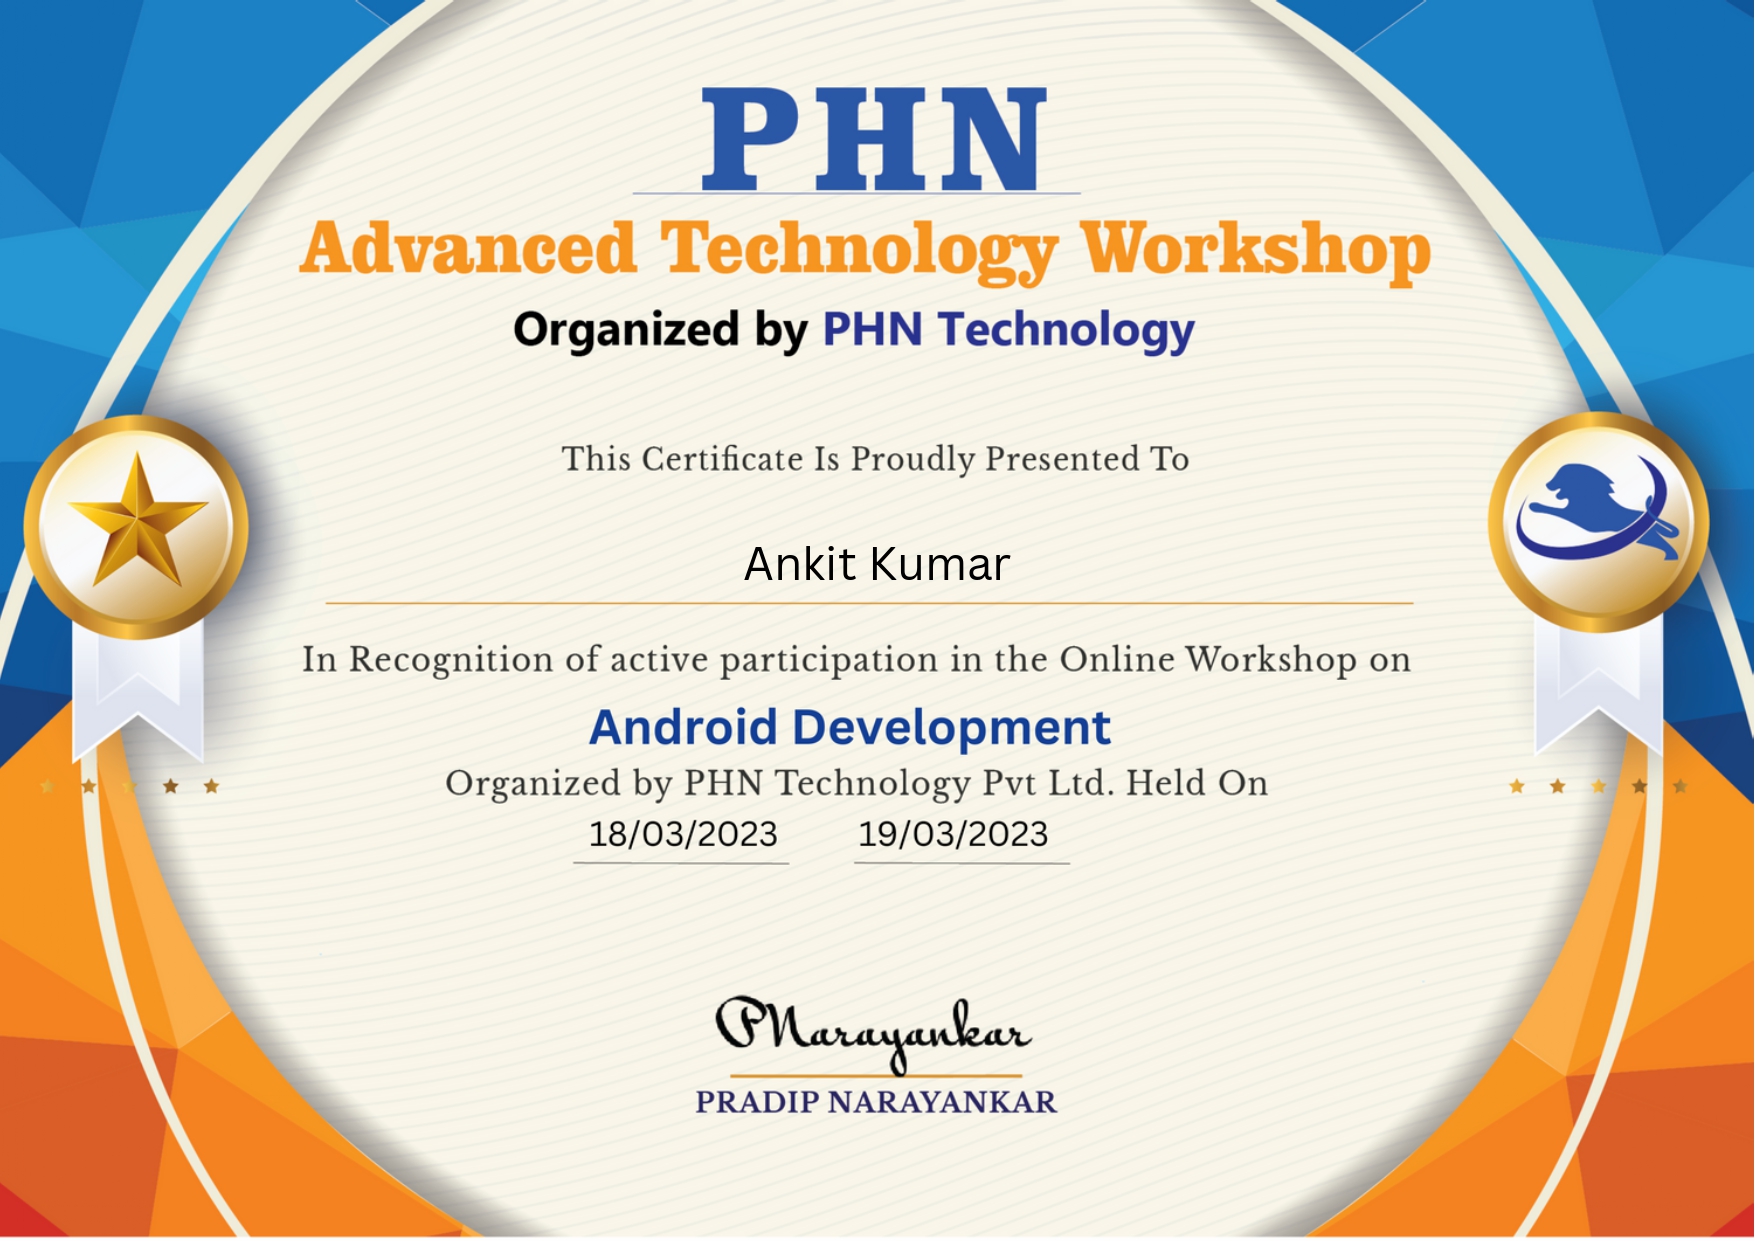 PHN
Advanced Technology Workshop
Organized by PHN Technology
This Certificate Is Proudly Presented To
Ankit Kumar
In Recognition of active participation in the Online Workshop on
Android Development
Organized by PHN Technology Pvt Ltd. Held On
18/03/2023 19/03/2023
PNarayankar
PRADIP NARAYANKAR